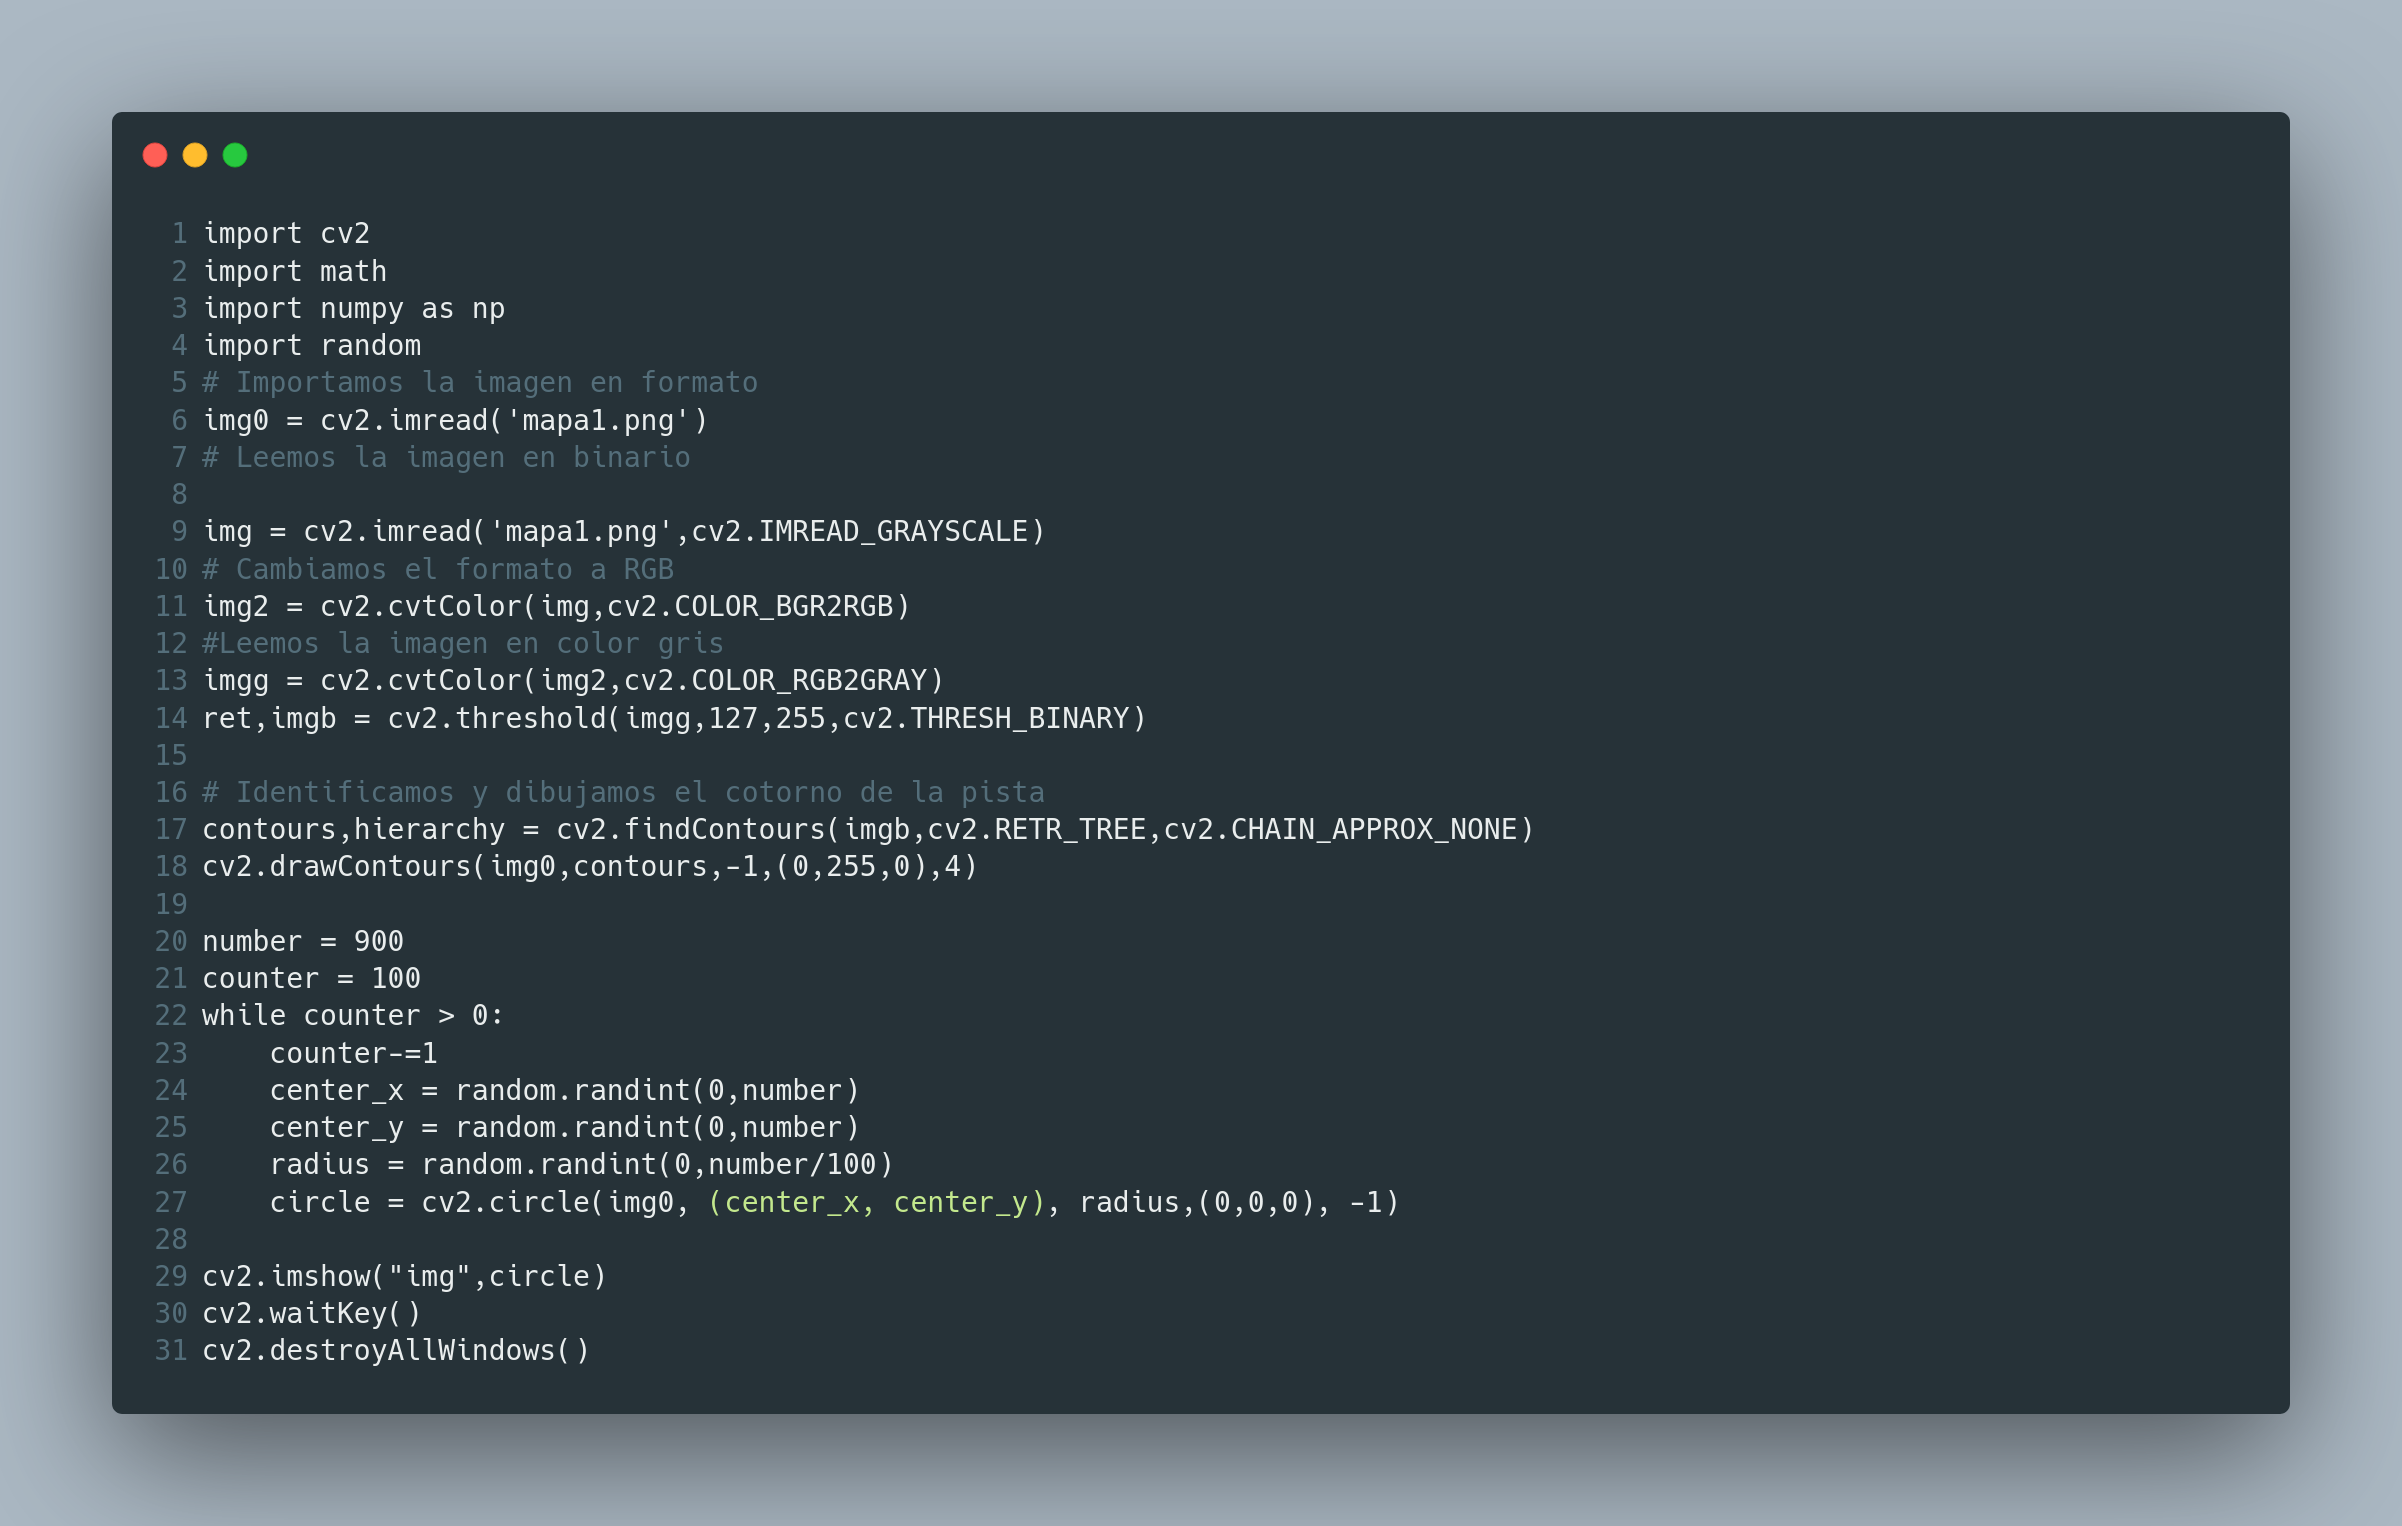 1 import cv2
2 import math
3 import numpy as np
4 import random
5 # Importamos la imagen en formato
6 img0 = cv2.imread('mapa1.png')
7 # Leemos la imagen en binario
8
9 img = cv2.imread('mapa1.png',cv2.IMREAD_GRAYSCALE)
10 # Cambiamos el formato a RGB
11 img2 = cv2.cvtColor(img,cv2.COLOR_BGR2RGB)
12 #Leemos la imagen en color gris
13 imgg = cv2.cvtColor(img2,cv2.COLOR_RGB2GRAY)
14 ret,imgb = cv2.threshold(imgg,127,255,cv2.THRESH_BINARY)
15
16 # Identificamos y dibujamos el cotorno de la pista
17 contours,hierarchy = cv2.findContours(imgb,cv2.RETR_TREE,cv2.CHAIN_APPROX_NONE)
18 cv2.drawContours(img0,contours,-1,(0,255,0),4)
19
20 number = 900
21 counter = 100
22 while counter > 0:
23     counter-=1
24     center_x = random.randint(0,number)
25     center_y = random.randint(0,number)
26     radius = random.randint(0,number/100)
27     circle = cv2.circle(img0, (center_x, center_y), radius,(0,0,0), -1)
28
29 cv2.imshow("img",circle)
30 cv2.waitKey()
31 cv2.destroyAllWindows()